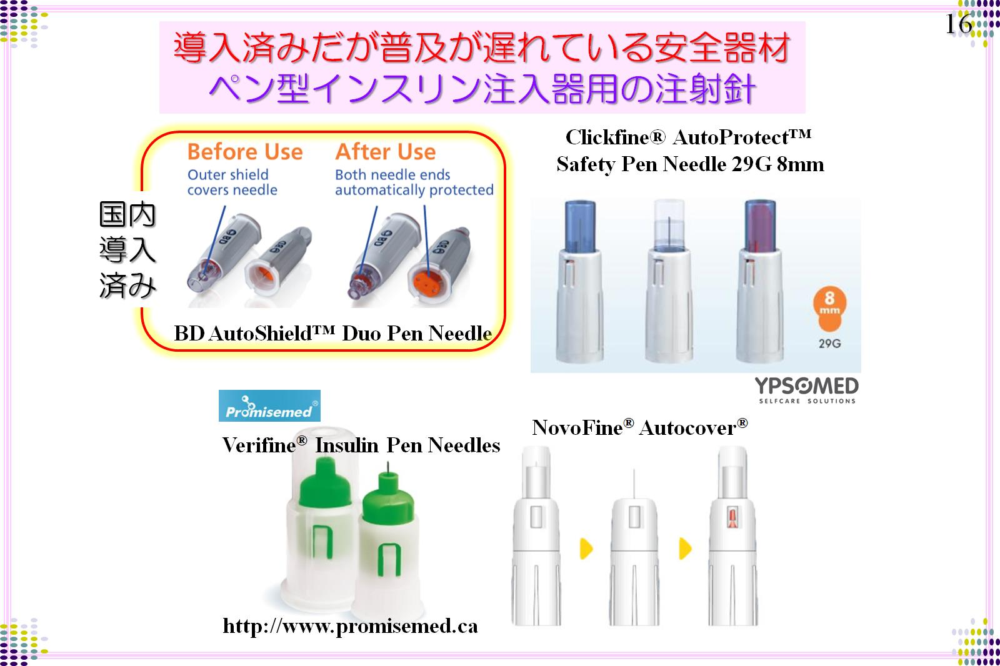 16
導入済みだが普及が遅れている安全器材
ペン型インスリン注入器用の注射針
国内
導入
済み
Before Use
Outer shield
covers needle
After Use
Both needle ends
automatically protected
BD
BD
BD
BD
BD AutoShield™ Duo Pen Needle
Clickfine® AutoProtect™
Safety Pen Needle 29G 8mm
8
mm
29G
YPSOMED
SELFCARE SOLUTIONS
Promisemed®
Verifine® Insulin Pen Needles
http://www.promisemed.ca
NovoFine® Autocover®